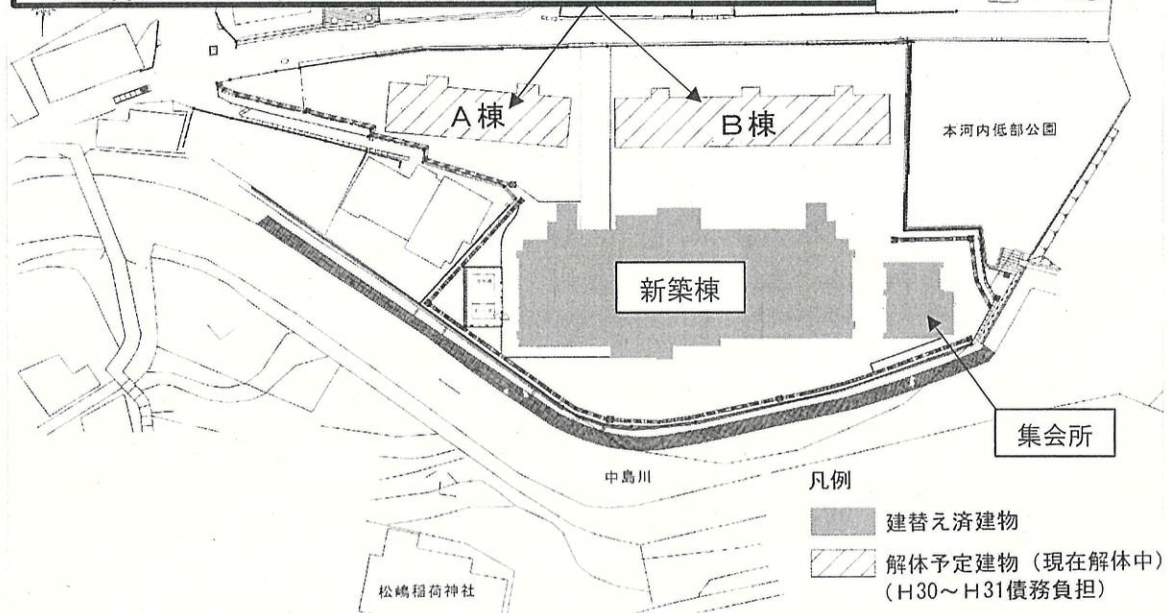 A棟
B棟
本河内低部公園
新築棟
集会所
中島川
凡例
建替え済建物
解体予定建物(現在解体中)
(H30~H31債務負担)
松嶋稲荷神社